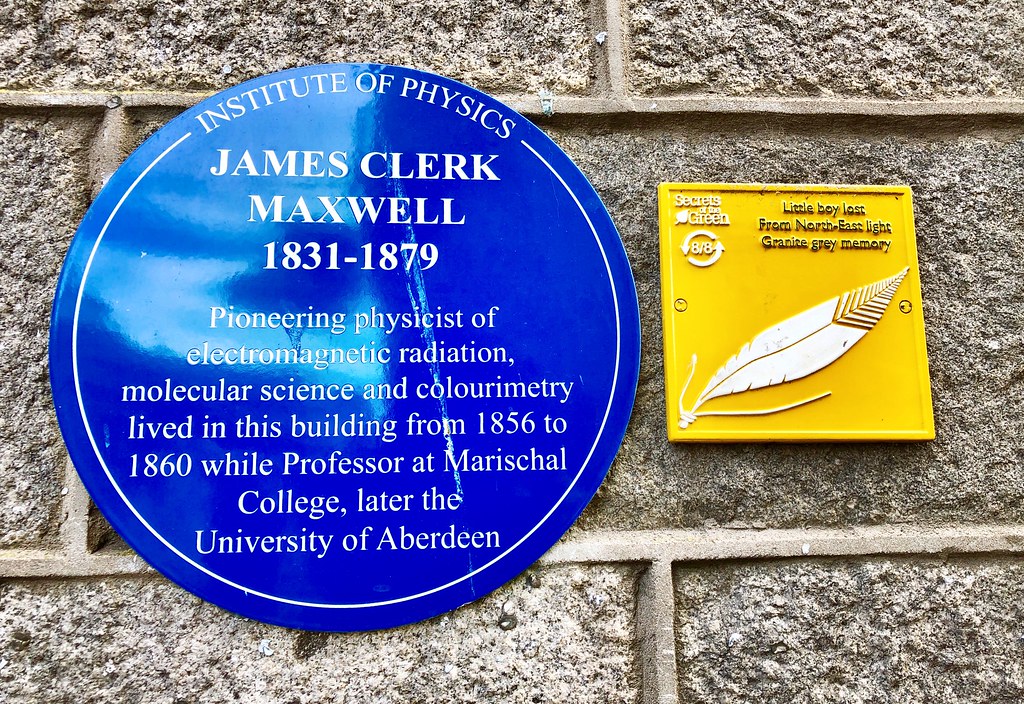 INSTITUTE OF PHYSICS
JAMES CLERK
MAXWELL
1831-1879
Pioneering physicist of
electromagnetic radiation,
molecular science and colourimetry
lived in this building from 1856 to
1860 while Professor at Marischal
College, later the
University of Aberdeen
Secrets
of the
Green
8/8
Little boy lost
From North-East light
Granite grey memory